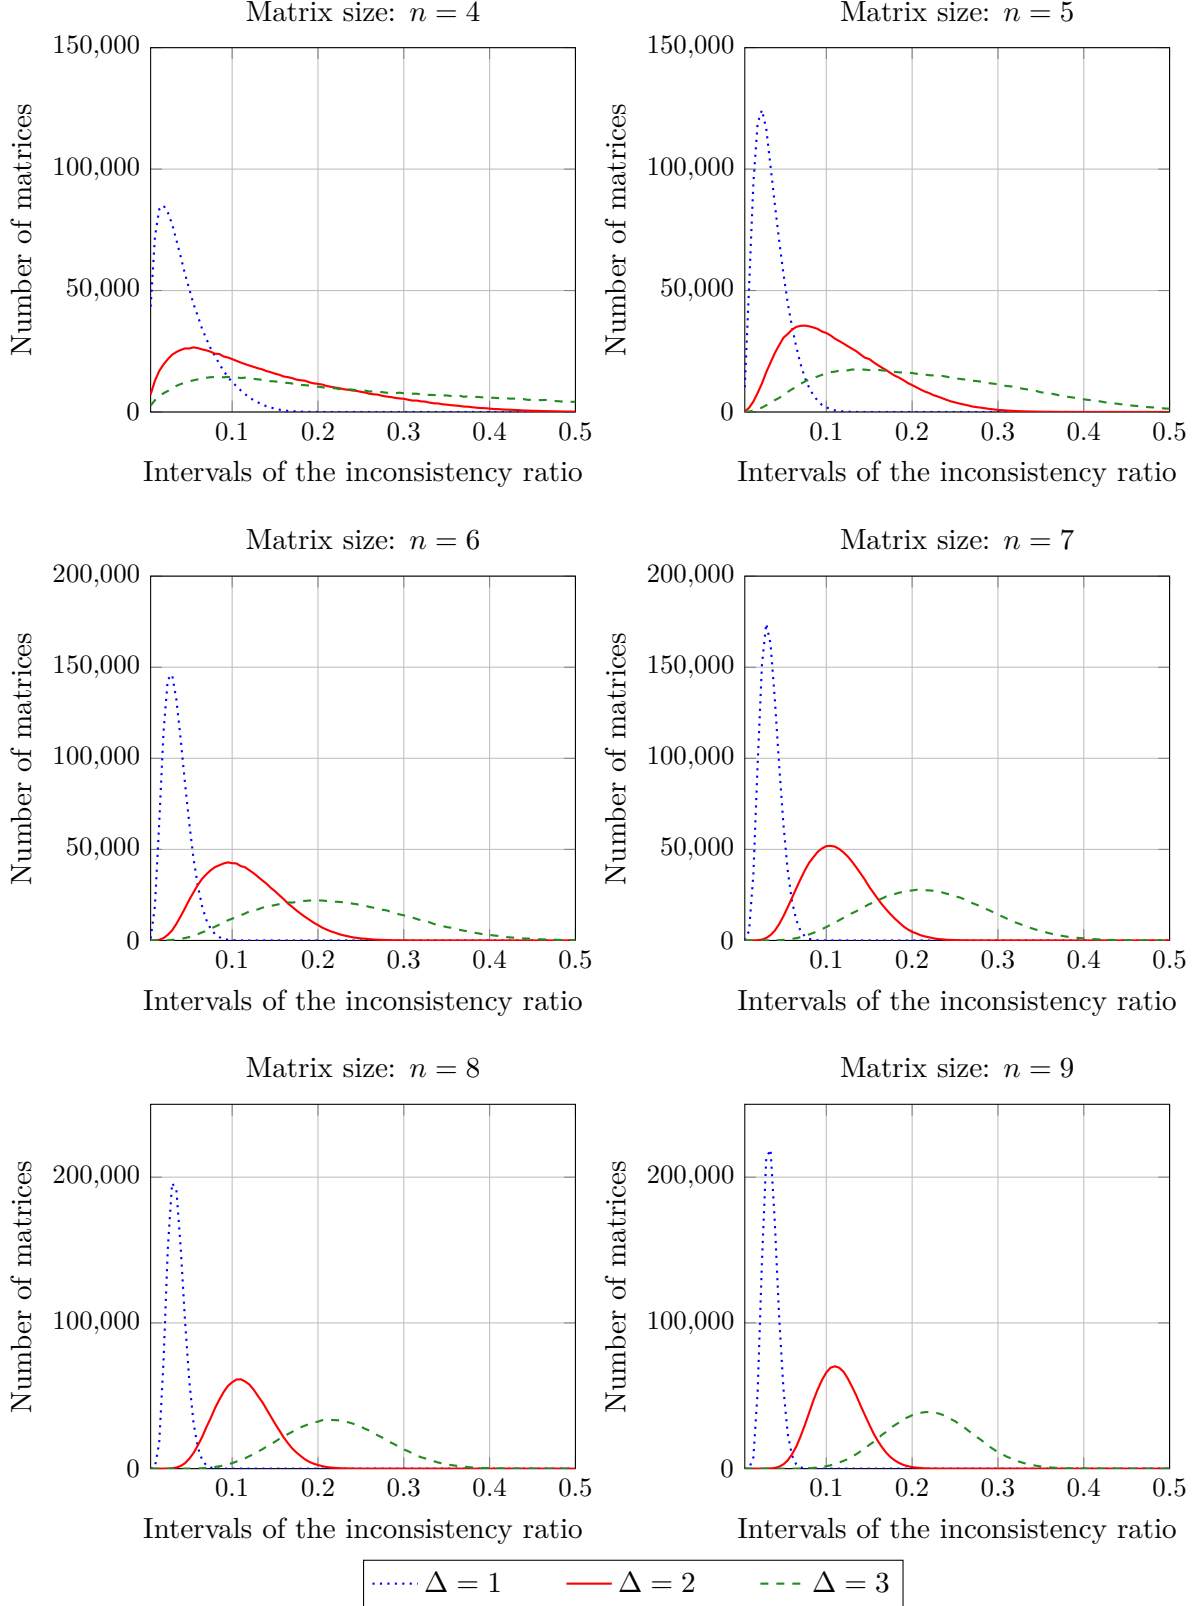 Matrix size: n = 4
Number of matrices
150,000
100,000
50,000
0
0.1 0.2 0.3 0.4 0.5
Intervals of the inconsistency ratio
Matrix size: n = 5
Number of matrices
150,000
100,000
50,000
0
0.1 0.2 0.3 0.4 0.5
Intervals of the inconsistency ratio
Matrix size: n = 6
Number of matrices
200,000
150,000
100,000
50,000
0
0.1 0.2 0.3 0.4 0.5
Intervals of the inconsistency ratio
Matrix size: n = 7
Number of matrices
200,000
150,000
100,000
50,000
0
0.1 0.2 0.3 0.4 0.5
Intervals of the inconsistency ratio
Matrix size: n = 8
Number of matrices
200,000
100,000
0
0.1 0.2 0.3 0.4 0.5
Intervals of the inconsistency ratio
Matrix size: n = 9
Number of matrices
200,000
100,000
0
0.1 0.2 0.3 0.4 0.5
Intervals of the inconsistency ratio
Δ = 1 Δ = 2 Δ = 3